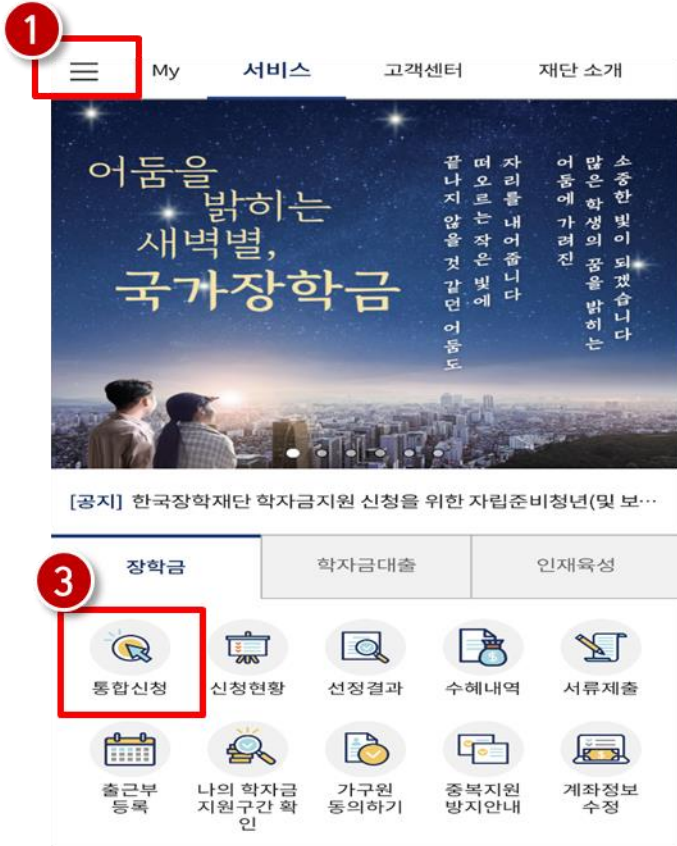 1
My 서비스 고객센터 재단 소개
어둠을
밝히는
새벽별,
국가장학금
소중한 빛이 되겠습니다
많은 학생의 꿈을 밝히는
어둠에 가려진
자리를 내어줍니다
떠오르는 작은 빛에
끝나지 않을 것 같던 어둠도
[공지] 한국장학재단 학자금지원 신청을 위한 자립준비청년(및 보…
장학금 학자금대출 인재육성
3
통합신청 신청현황 선정결과 수혜내역 서류제출
출근부
등록
나의 학자금
지원구간 확
인
가구원
동의하기
중복지원
방지안내
계좌정보
수정